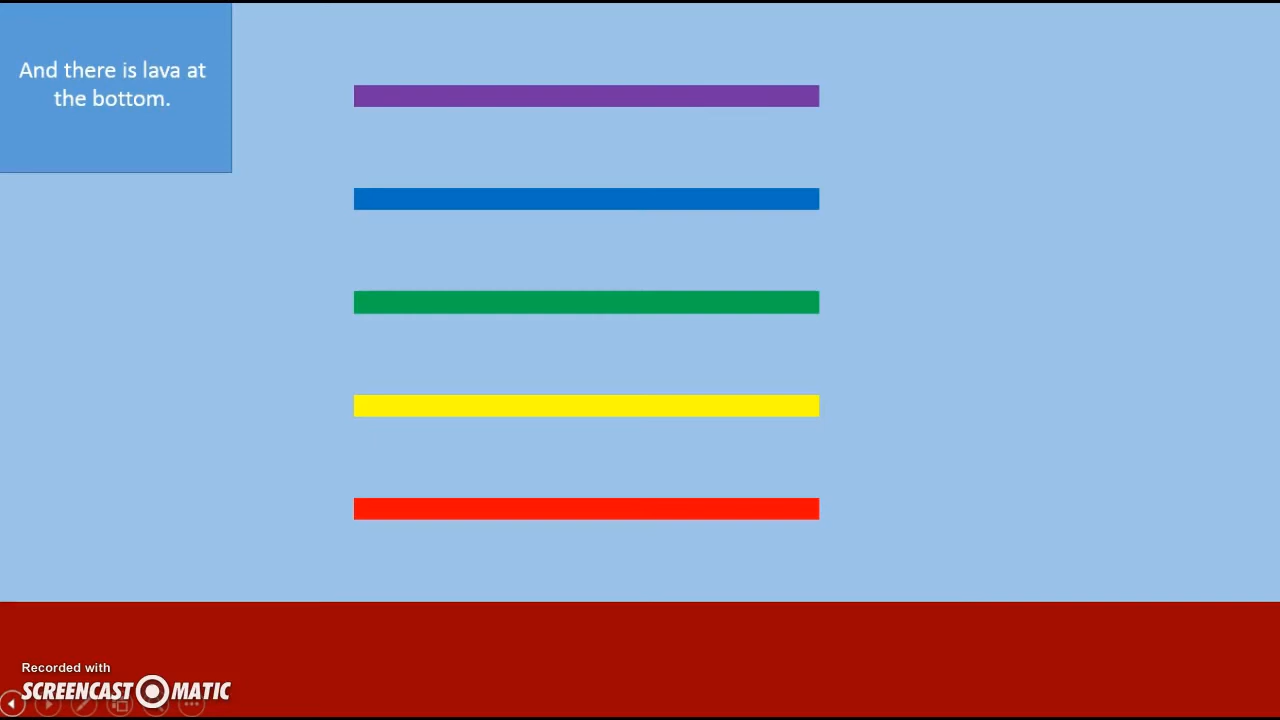 And there is lava at
the bottom.
Recorded with
SCREENCAST MATIC